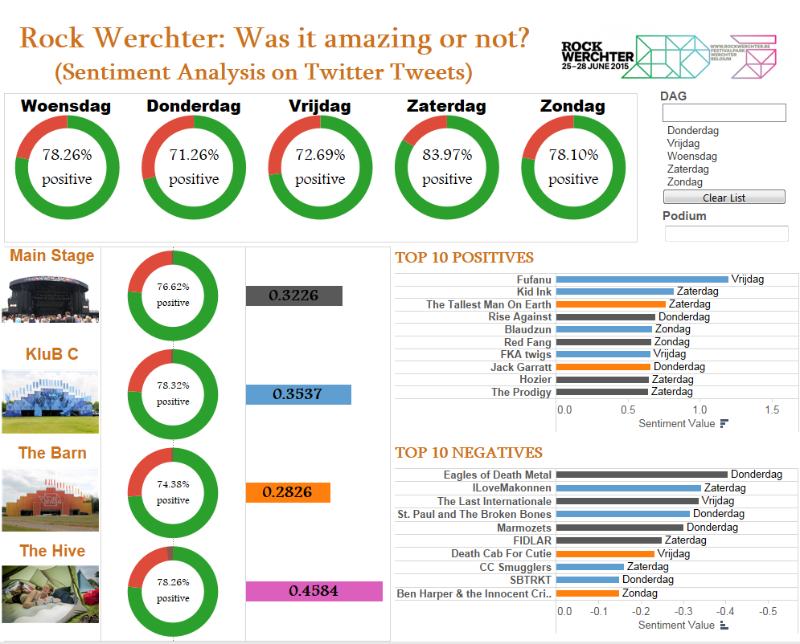 Rock Werchter: Was it amazing or not?
(Sentiment Analysis on Twitter Tweets)
ROCK
WERCHTER
25-28 JUNE 2015
WWW.ROCKWERCHTER.BE
FESTIVALPARK
WERCHTER
BELGIUM
Woensdag
78.26%
positive
Donderdag
71.26%
positive
Vrijdag
72.69%
positive
Zaterdag
83.97%
positive
Zondag
78.10%
positive
DAG
Donderdag
Vrijdag
Woensdag
Zaterdag
Zondag
Clear List
Podium
Main Stage
76.62%
positive
0.3226
KluB C
78.32%
positive
0.3537
The Barn
74.38%
positive
0.2826
The Hive
78.26%
positive
0.4584
TOP 10 POSITIVES
Fufanu Vrijdag
Kid Ink Zaterdag
The Tallest Man On Earth Zaterdag
Rise Against Donderdag
Blaudzun Zondag
Red Fang Zondag
FKA twigs Vrijdag
Jack Garratt Donderdag
Hozier Zaterdag
The Prodigy Zaterdag
0.0 0.5 1.0 1.5
Sentiment Value
TOP 10 NEGATIVES
Eagles of Death Metal Donderdag
ILoveMakonnen Zaterdag
The Last Internationale Vrijdag
St. Paul and The Broken Bones Donderdag
Marmozets Donderdag
FIDLAR Zaterdag
Death Cab For Cutie Vrijdag
CC Smugglers Zaterdag
SBTRKT Donderdag
Ben Harper & the Innocent Cri.. Zondag
0.0 -0.1 -0.2 -0.3 -0.4 -0.5
Sentiment Value